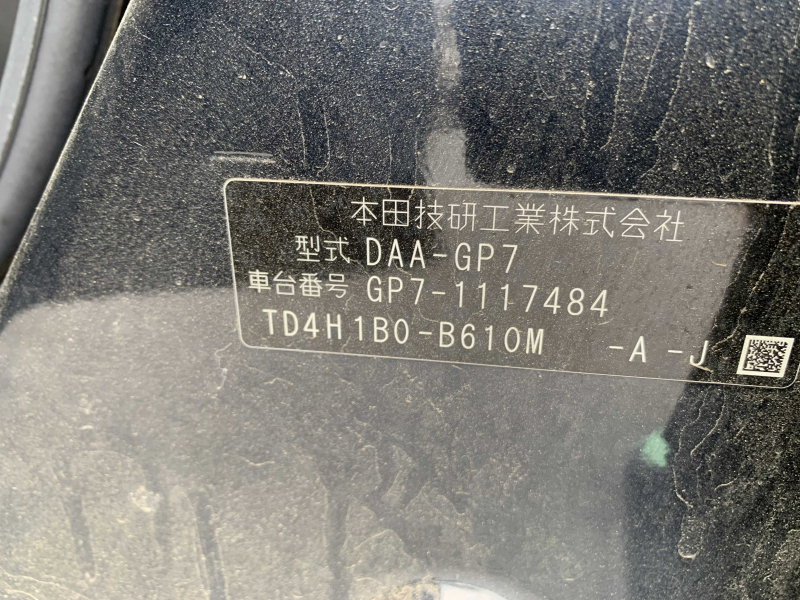 本田技研工業株式会社
型式 DAA-GP7
車台番号 GP7-1117484
TD4H1B0-B610M -A -J